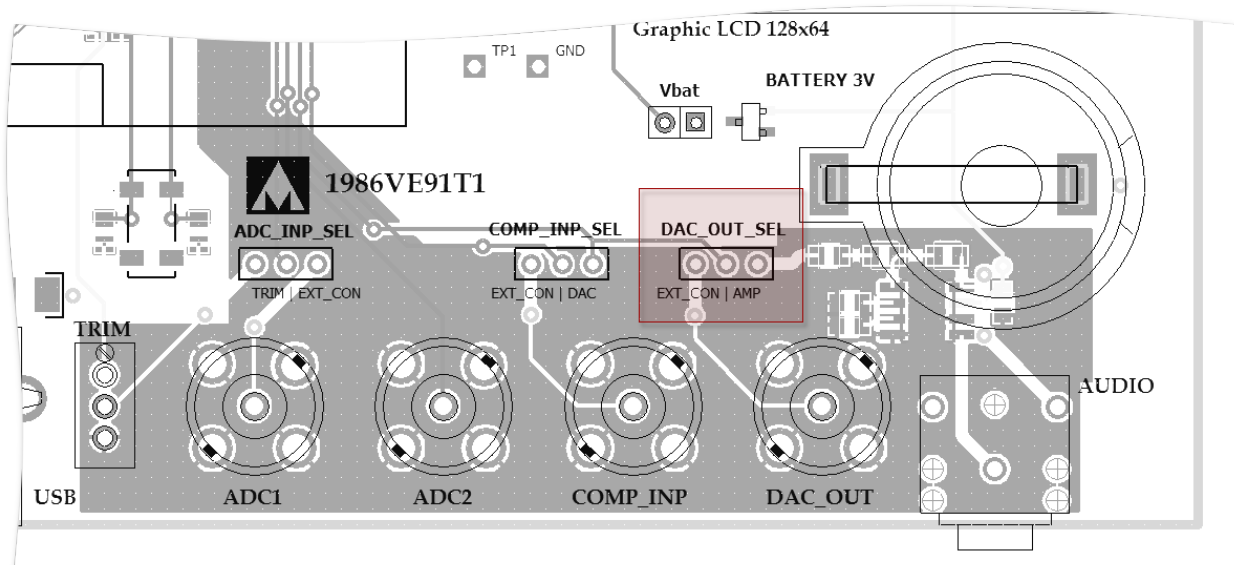 Graphic LCD 128x64
TP1
GND
BATTERY 3V
Vbat
1986VE91T1
ADC_INP_SEL
COMP_INP_SEL
DAC_OUT_SEL
TRIM | EXT_CON
EXT_CON | DAC
EXT_CON | AMP
TRIM
AUDIO
USB
ADC1
ADC2
COMP_INP
DAC_OUT